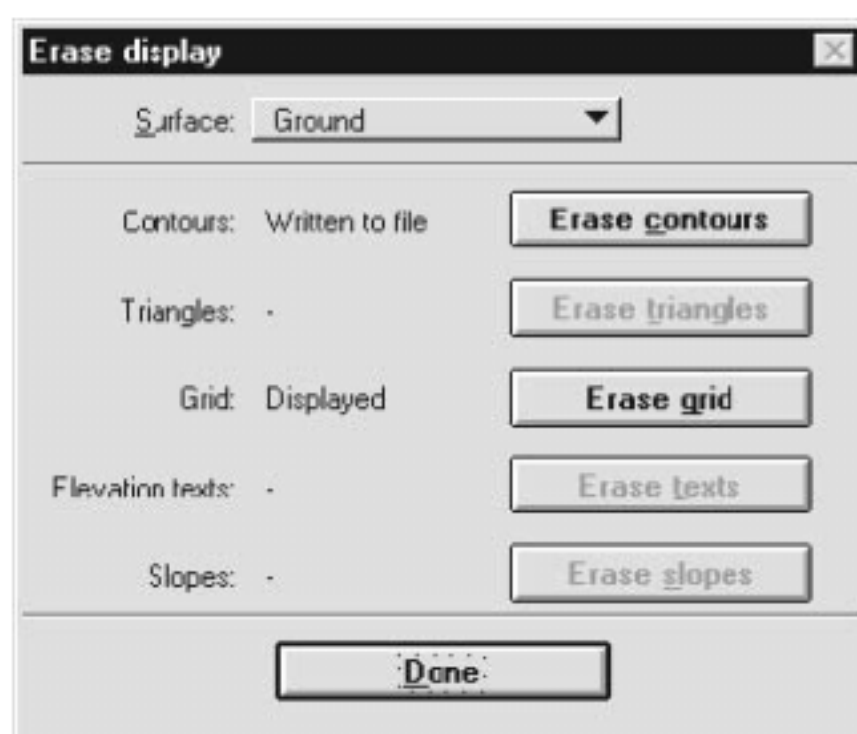 Erase display
Surface: Ground
Contours: Written to file Erase contours
Triangles: - Erase triangles
Grid: Displayed Erase grid
Elevation texts: - Erase texts
Slopes: - Erase slopes
Done